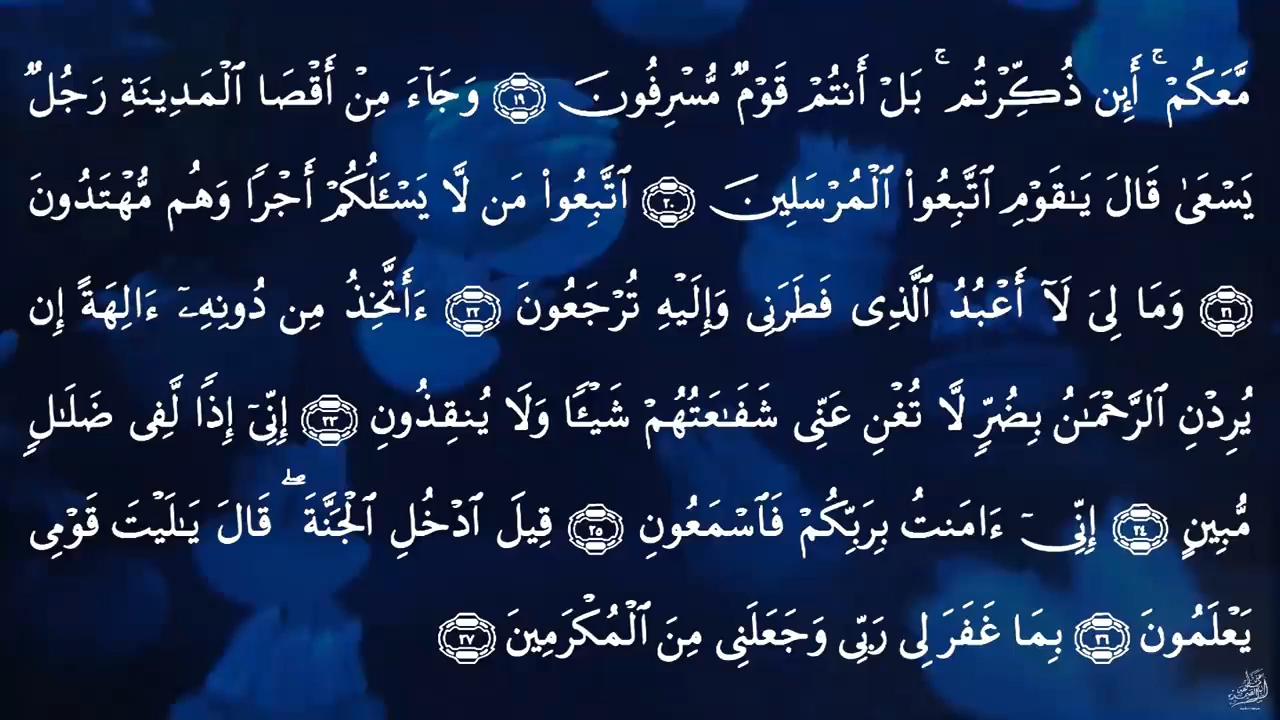 مَّعَكُمْ ۚ أَئِن ذُكِّرْتُم ۚ بَلْ أَنتُمْ قَوْمٌ مُّسْرِفُونَ ١٩ وَجَآءَ مِنْ أَقْصَا ٱلْمَدِينَةِ رَجُلٌ
يَسْعَىٰ قَالَ يَـٰقَوْمِ ٱتَّبِعُوا۟ ٱلْمُرْسَلِينَ ٢٠ ٱتَّبِعُوا۟ مَن لَّا يَسْـَٔلُكُمْ أَجْرًا وَهُم مُّهْتَدُونَ
٢١ وَمَا لِىَ لَآ أَعْبُدُ ٱلَّذِى فَطَرَنِى وَإِلَيْهِ تُرْجَعُونَ ٢٢ ءَأَتَّخِذُ مِن دُونِهِۦٓ ءَالِهَةً إِن
يُرِدْنِ ٱلرَّحْمَـٰنُ بِضُرٍّ لَّا تُغْنِ عَنِّى شَفَـٰعَتُهُمْ شَيْـًٔا وَلَا يُنقِذُونِ ٢٣ إِنِّىٓ إِذًا لَّفِى ضَلَـٰلٍ
مُّبِينٍ ٢٤ إِنِّىٓ ءَامَنتُ بِرَبِّكُمْ فَٱسْمَعُونِ ٢٥ قِيلَ ٱدْخُلِ ٱلْجَنَّةَ ۖ قَالَ يَـٰلَيْتَ قَوْمِى
يَعْلَمُونَ ٢٦ بِمَا غَفَرَ لِى رَبِّى وَجَعَلَنِى مِنَ ٱلْمُكْرَمِينَ ٢٧